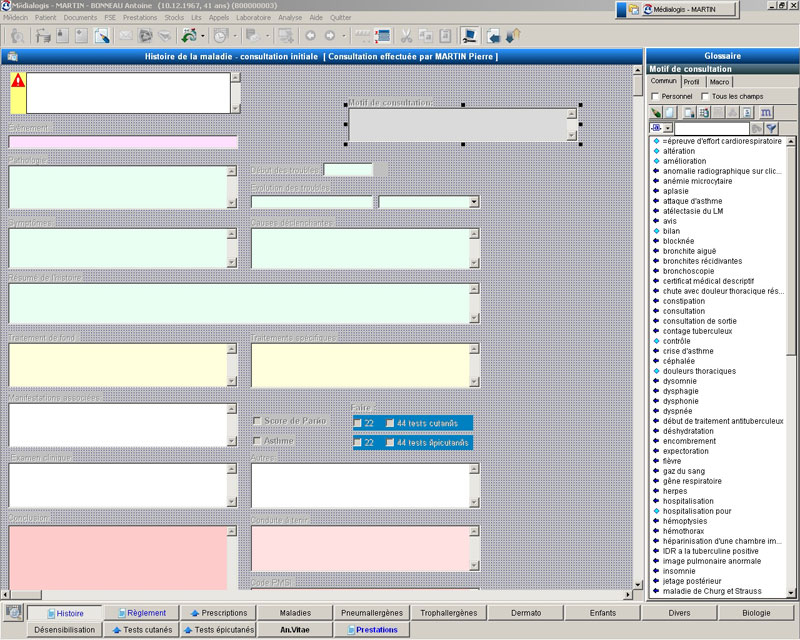 Médialogis - MARTIN - BONNEAU Antoine (10.12.1967, 41 ans) (800000003)
Médialogis - MARTIN
Médecin Patient Documents PSE Prestations Stocks Lits Appels Laboratoire Analyse Aide Quitter
Histoire de la maladie - consultation initiale [ Consultation effectuée par MARTIN Pierre ]
Glossaire
Motif de consultation
Commun Profil Macro
Personnel Tous les champs
Motif de consultation:
Evénement:
Pathologie:
Début des troubles:
Evolution des troubles:
Symptômes:
Causes déclenchantes:
Résumé de l'histoire:
Traitement de fond:
Traitements spécifiques:
Manifestations associées:
Faire :
Score de Parno
22 44 tests cutanés
Asthme
22 44 tests épicutanés
Examen clinique:
Autres:
Conclusion:
Conduite à tenir:
Code PMSI:
=épreuve d'effort cardiorespiratoire
altération
amélioration
anomalie radiographique sur clic...
anémie microcytaire
aplasie
attaque d'asthme
atélectasie du LM
avis
bilan
blocknée
bronchite aiguë
bronchites récidivantes
bronchoscopie
certificat médical descriptif
chute avec douleur thoracique rés...
constipation
consultation
consultation de sortie
contage tuberculeux
contrôle
crise d'asthme
céphalée
douleurs thoraciques
dysomnie
dysphagie
dysphonie
dyspnée
début de traitement antituberculeux
déshydratation
encombrement
expectoration
fièvre
gaz du sang
gêne respiratoire
herpes
hospitalisation
hospitalisation pour
hémoptysies
hémothorax
héparinisation d'une chambre im...
IDR a la tuberculine positive
image pulmonaire anormale
insomnie
jetage postérieur
maladie de Churg et Strauss
Histoire Règlement Prescriptions Maladies Pneumallergènes Trophallergènes Dermato Enfants Divers Biologie
Désensibilisation Tests cutanés Tests épicutanés An.Vitae Prestations